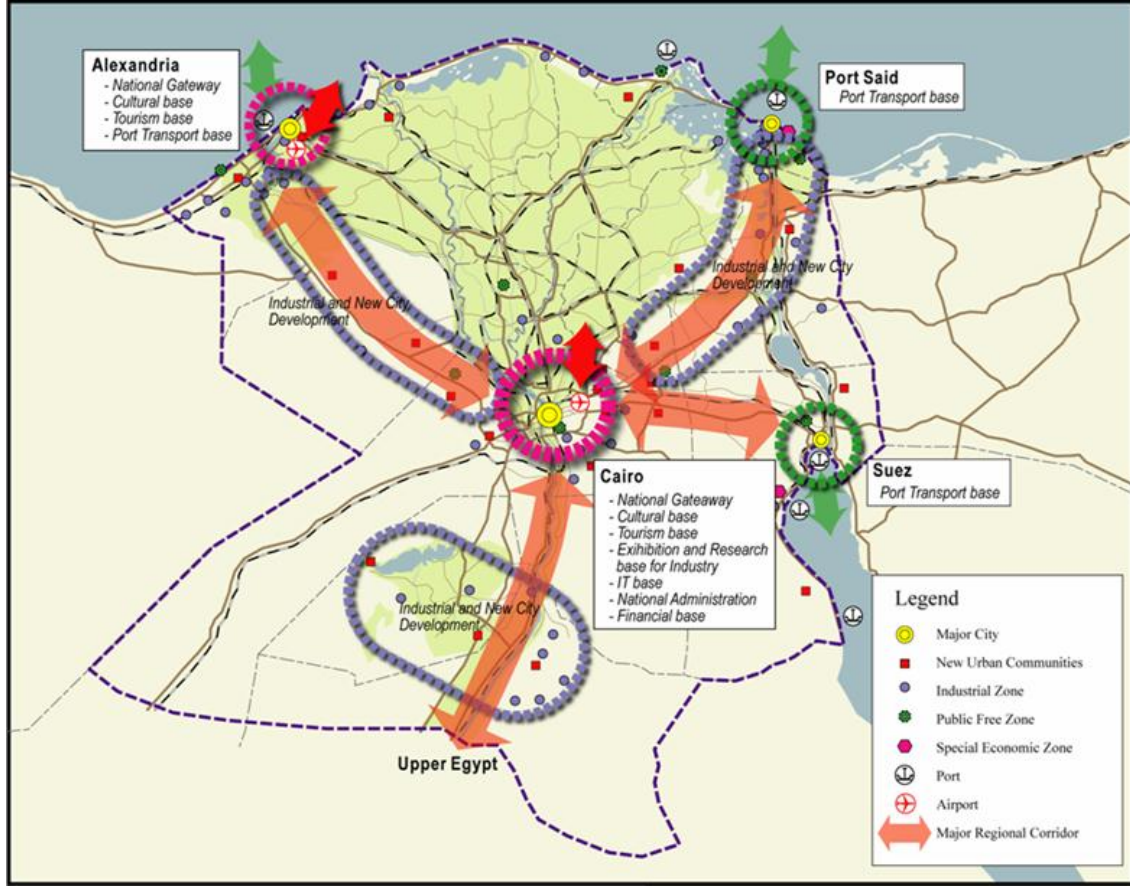 Alexandria
- National Gateway
- Cultural base
- Tourism base
- Port Transport base
Port Said
Port Transport base
Industrial and New City
Development
Industrial and New City
Development
Cairo
- National Gateaway
- Cultural base
- Tourism base
- Exihibition and Research
base for Industry
- IT base
- National Administration
- Financial base
Suez
Port Transport base
Industrial and New City
Development
Upper Egypt
Legend
Major City
New Urban Communities
Industrial Zone
Public Free Zone
Special Economic Zone
Port
Airport
Major Regional Corridor